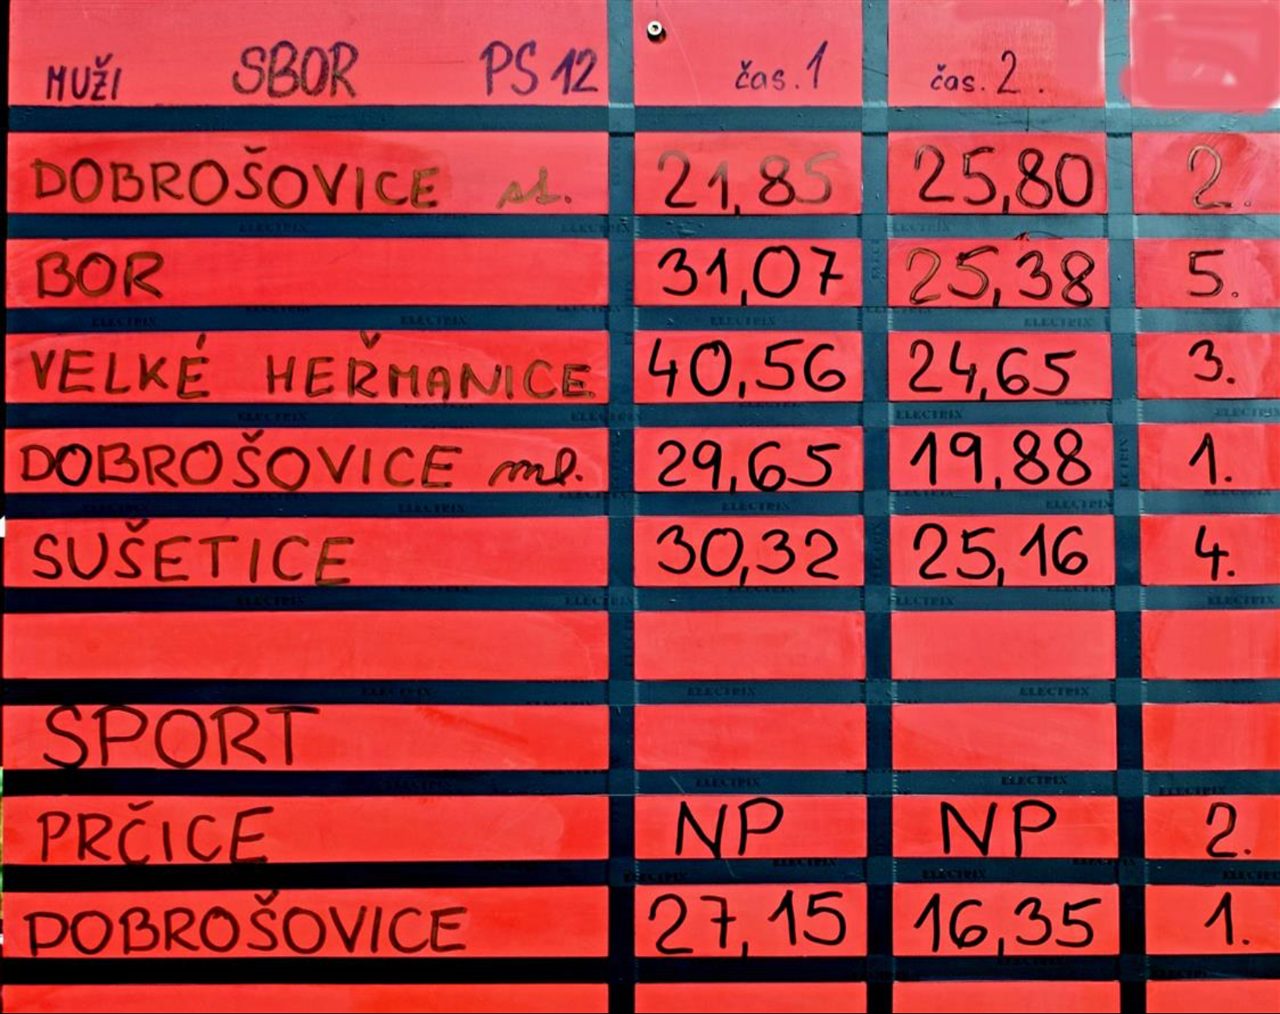 MUŽI SBOR PS 12 čas. 1 čas. 2.
DOBROŠOVICE st. 21,85 25,80 2.
BOR 31,07 25,38 5.
VELKÉ HEŘMANICE 40,56 24,65 3.
DOBROŠOVICE ml. 29,65 19,88 1.
SUŠETICE 30,32 25,16 4.
SPORT
PRČICE NP NP 2.
DOBROŠOVICE 27,15 16,35 1.